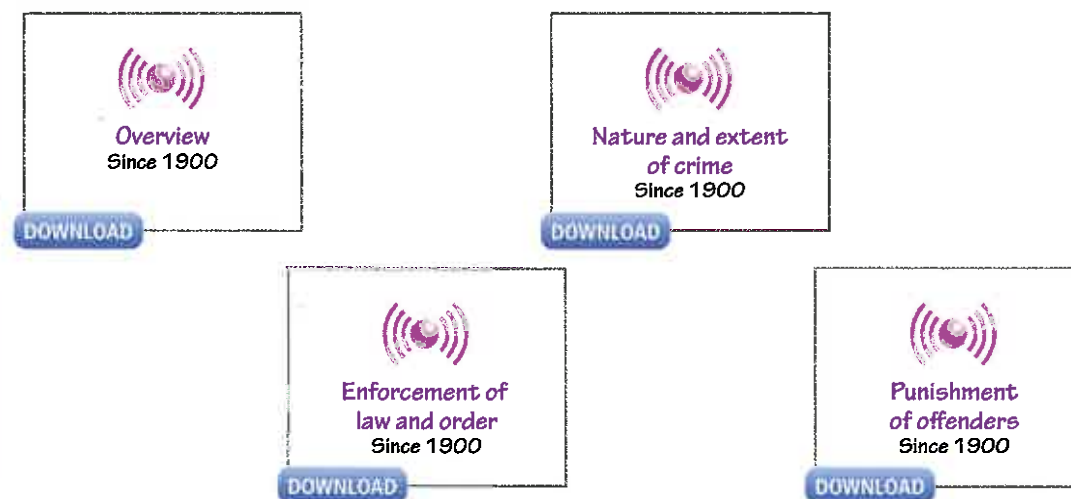 Overview
Since 1900
DOWNLOAD
Nature and extent
of crime
Since 1900
DOWNLOAD
Enforcement of
law and order
Since 1900
DOWNLOAD
Punishment
of offenders
Since 1900
DOWNLOAD